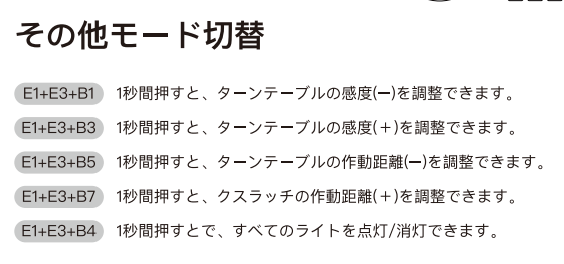 その他モード切替
E1+E3+B1 1秒間押すと、ターンテーブルの感度(ー)を調整できます。
E1+E3+B3 1秒間押すと、ターンテーブルの感度(+)を調整できます。
E1+E3+B5 1秒間押すと、ターンテーブルの作動距離(ー)を調整できます。
E1+E3+B7 1秒間押すと、クスラッチの作動距離(+)を調整できます。
E1+E3+B4 1秒間押すとで、すべてのライトを点灯/消灯できます。